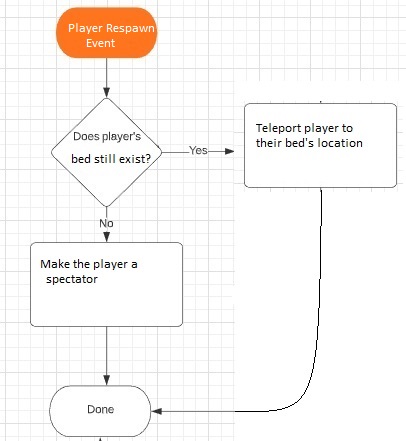 Player Respawn
Event
Does player's
bed still exist?
Yes
Teleport player to
their bed's location
No
Make the player a
spectator
Done